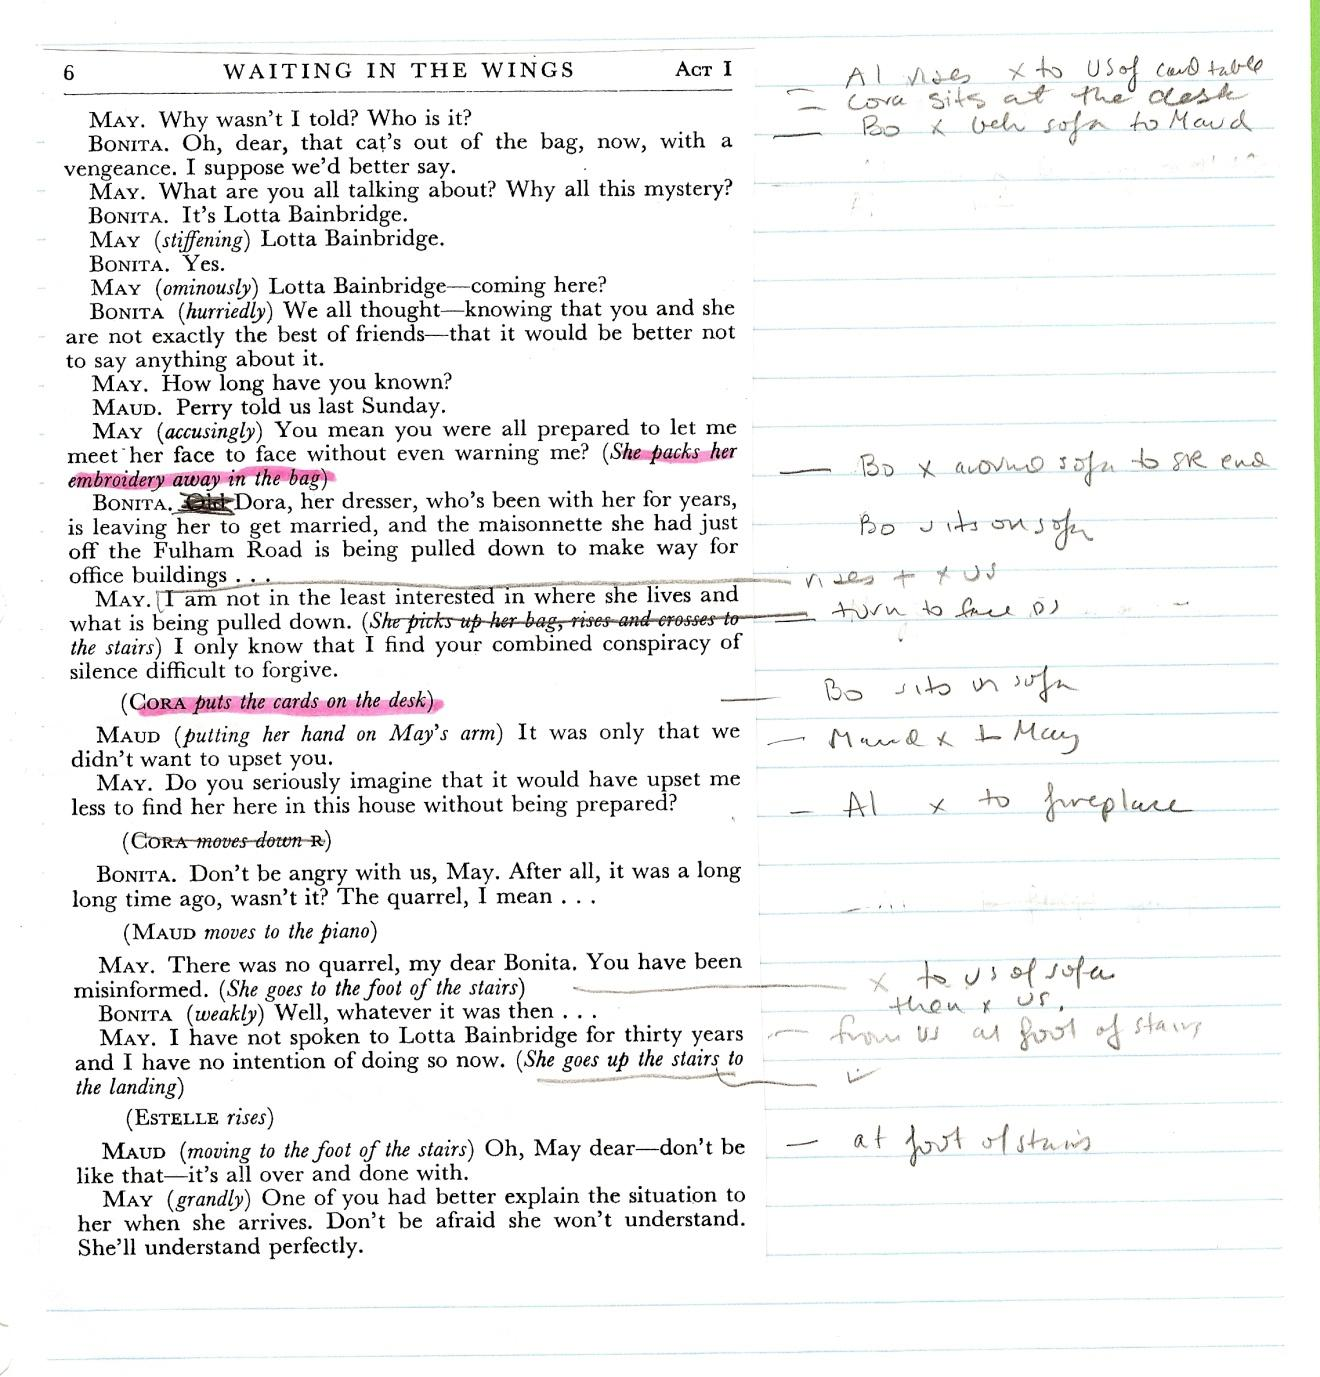 6 WAITING IN THE WINGS ACT I
MAY. Why wasn't I told? Who is it?
BONITA. Oh, dear, that cat's out of the bag, now, with a
vengeance. I suppose we'd better say.
MAY. What are you all talking about? Why all this mystery?
BONITA. It's Lotta Bainbridge.
MAY (stiffening) Lotta Bainbridge.
BONITA. Yes.
MAY (ominously) Lotta Bainbridge—coming here?
BONITA (hurriedly) We all thought—knowing that you and she
are not exactly the best of friends—that it would be better not
to say anything about it.
MAY. How long have you known?
MAUD. Perry told us last Sunday.
MAY (accusingly) You mean you were all prepared to let me
meet her face to face without even warning me? (She packs her
embroidery away in the bag)
BONITA. Old Dora, her dresser, who's been with her for years,
is leaving her to get married, and the maisonnette she had just
off the Fulham Road is being pulled down to make way for
office buildings . . .
MAY. I am not in the least interested in where she lives and
what is being pulled down. (She picks up her bag, rises and crosses to
the stairs) I only know that I find your combined conspiracy of
silence difficult to forgive.
(CORA puts the cards on the desk)
MAUD (putting her hand on May's arm) It was only that we
didn't want to upset you.
MAY. Do you seriously imagine that it would have upset me
less to find her here in this house without being prepared?
(CORA moves down R)
BONITA. Don't be angry with us, May. After all, it was a long
long time ago, wasn't it? The quarrel, I mean . . .
(MAUD moves to the piano)
MAY. There was no quarrel, my dear Bonita. You have been
misinformed. (She goes to the foot of the stairs)
BONITA (weakly) Well, whatever it was then . . .
MAY. I have not spoken to Lotta Bainbridge for thirty years
and I have no intention of doing so now. (She goes up the stairs to
the landing)
(ESTELLE rises)
MAUD (moving to the foot of the stairs) Oh, May dear—don't be
like that—it's all over and done with.
MAY (grandly) One of you had better explain the situation to
her when she arrives. Don't be afraid she won't understand.
She'll understand perfectly.
Al rises x to US of card table
Cora sits at the desk
Bo x beh sofa to Maud
Bo x around sofa to SR end
Bo sits on sofa
rises + x US
turn to face DS
Bo sits on sofa
Maud x to May
Al x to fireplace
x to US of sofa
then x US.
from US at foot of stairs
at foot of stairs